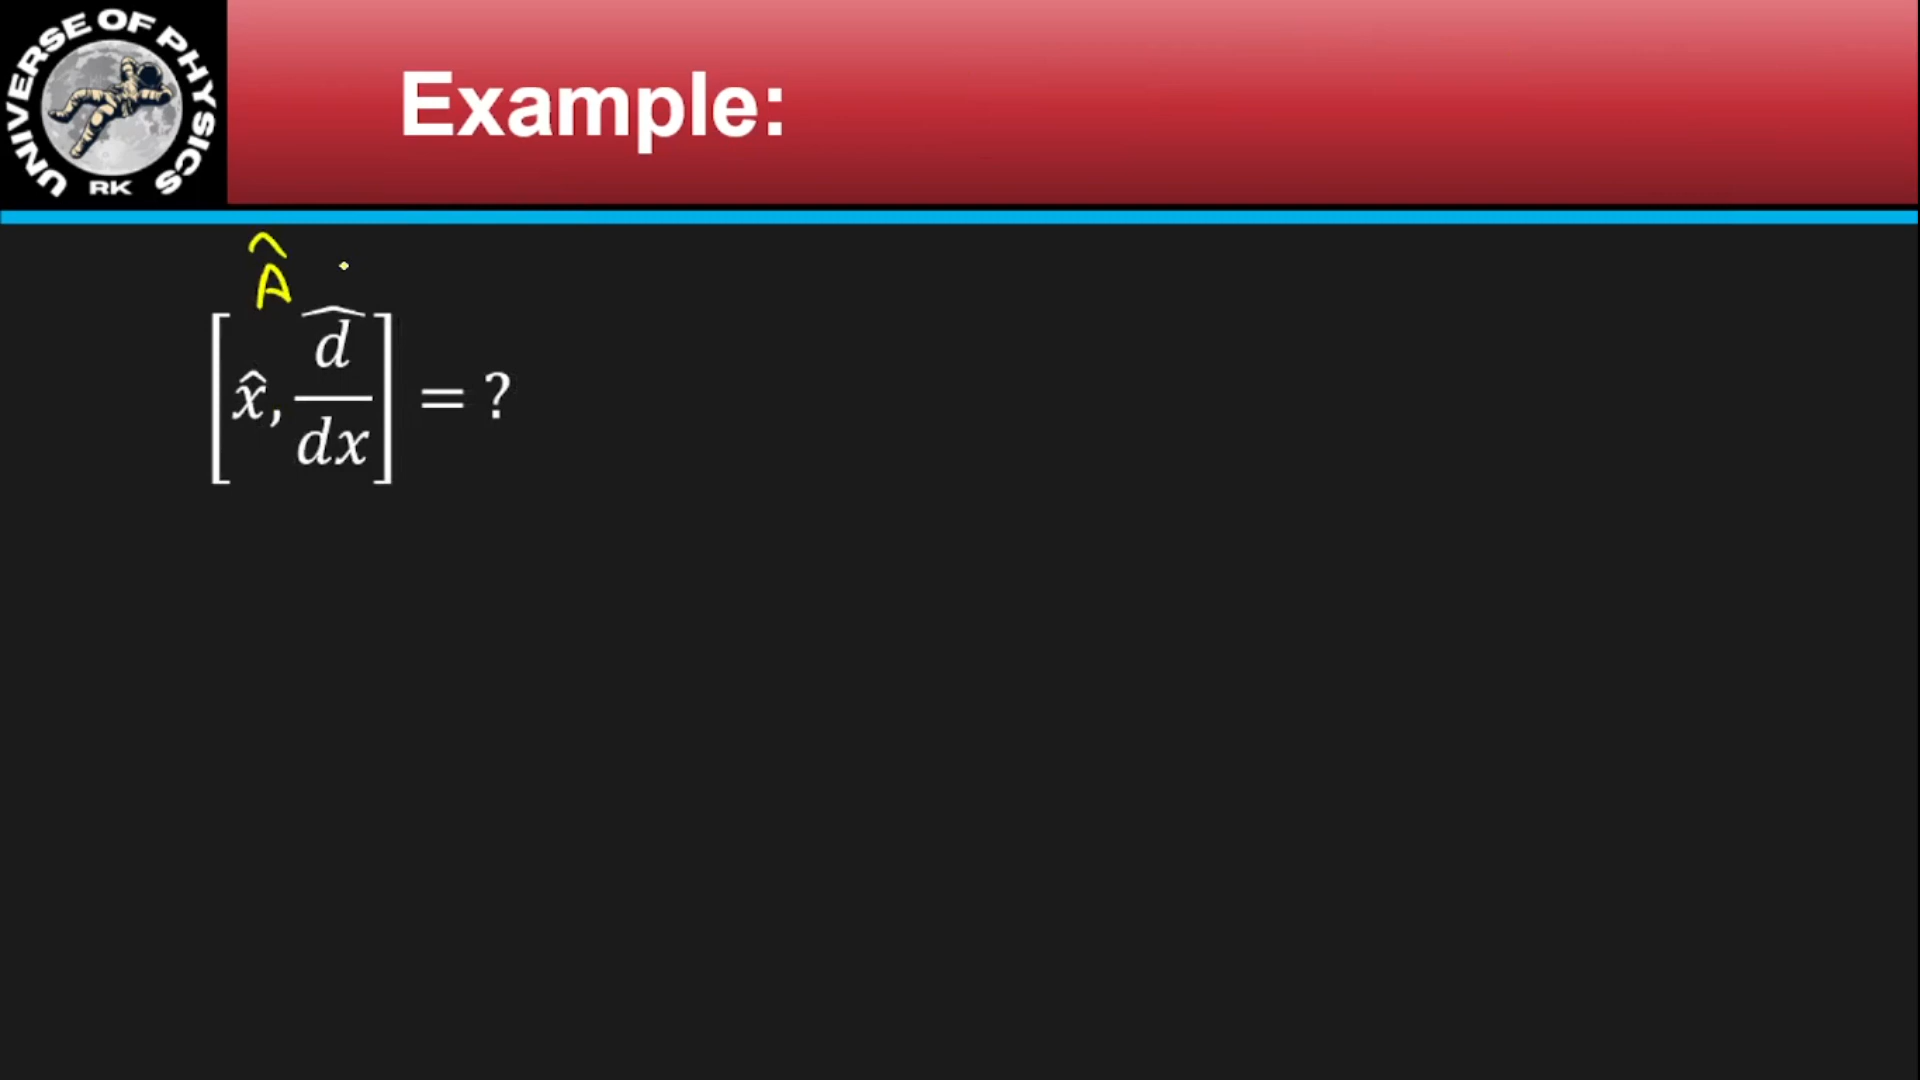 UNIVERSE OF PHYSICS
RK
Example:
Â
[x̂, d̂/dx] = ?